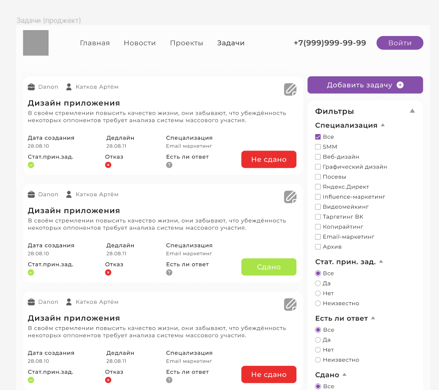 Задачи (проджект)
Главная Новости Проекты Задачи +7(999)999-99-99 Войти
Danon Катков Артём
Дизайн приложения
В своём стремлении повысить качество жизни, они забывают, что убеждённость
некоторых оппонентов требует анализа системы массового участия.
Дата создания Дедлайн Спецализация
28.08.10 28.08.11 Email маркетинг
Стат.прин.зад. Отказ Есть ли ответ
?
Не сдано
Danon Катков Артём
Дизайн приложения
В своём стремлении повысить качество жизни, они забывают, что убеждённость
некоторых оппонентов требует анализа системы массового участия.
Дата создания Дедлайн Спецализация
28.08.10 28.08.11 Email маркетинг
Стат.прин.зад. Отказ Есть ли ответ
?
Сдано
Danon Катков Артём
Дизайн приложения
В своём стремлении повысить качество жизни, они забывают, что убеждённость
некоторых оппонентов требует анализа системы массового участия.
Дата создания Дедлайн Спецализация
28.08.10 28.08.11 Email маркетинг
Стат.прин.зад. Отказ Есть ли ответ
?
Не сдано
Добавить задачу
Фильтры
Специализация
Все
SMM
Веб-дизайн
Графический дизайн
Посевы
Яндекс.Директ
Influence-маркетинг
Видеомейкинг
Таргетинг ВК
Копирайтинг
Email-маркетинг
Архив
Стат. прин. зад.
Все
Да
Нет
Неизвестно
Есть ли ответ
Все
Да
Нет
Неизвестно
Сдано
Все